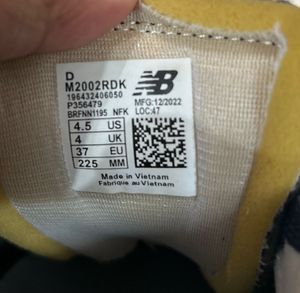 D
M2002RDK
196432406050
P356479
BRFNN1195 NFK
NB
MFG:12/2022
LOC:47
4.5 US
4 UK
37 EU
225 MM
Made in Vietnam
Fabriqué au Vietnam